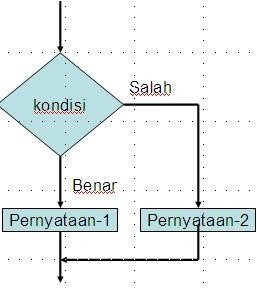 Salah
kondisi
Benar
Pernyataan-1
Pernyataan-2